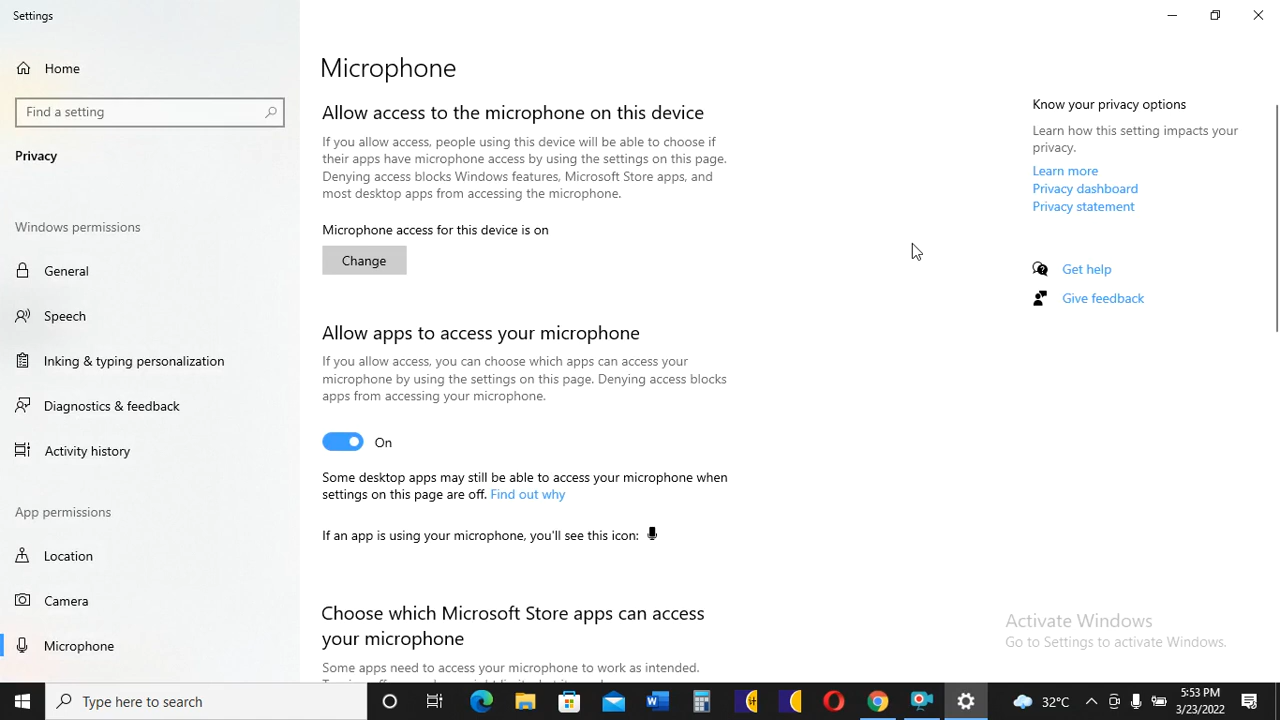 Settings
Home
Find a setting
Privacy
Windows permissions
General
Speech
Inking & typing personalization
Diagnostics & feedback
Activity history
App permissions
Location
Camera
Microphone
Microphone
Allow access to the microphone on this device
If you allow access, people using this device will be able to choose if
their apps have microphone access by using the settings on this page.
Denying access blocks Windows features, Microsoft Store apps, and
most desktop apps from accessing the microphone.
Microphone access for this device is on
Change
Allow apps to access your microphone
If you allow access, you can choose which apps can access your
microphone by using the settings on this page. Denying access blocks
apps from accessing your microphone.
On
Some desktop apps may still be able to access your microphone when
settings on this page are off. Find out why
If an app is using your microphone, you'll see this icon:
Choose which Microsoft Store apps can access
your microphone
Some apps need to access your microphone to work as intended.
Know your privacy options
Learn how this setting impacts your
privacy.
Learn more
Privacy dashboard
Privacy statement
Get help
Give feedback
Activate Windows
Go to Settings to activate Windows.
Type here to search
32°C
5:53 PM
3/23/2022